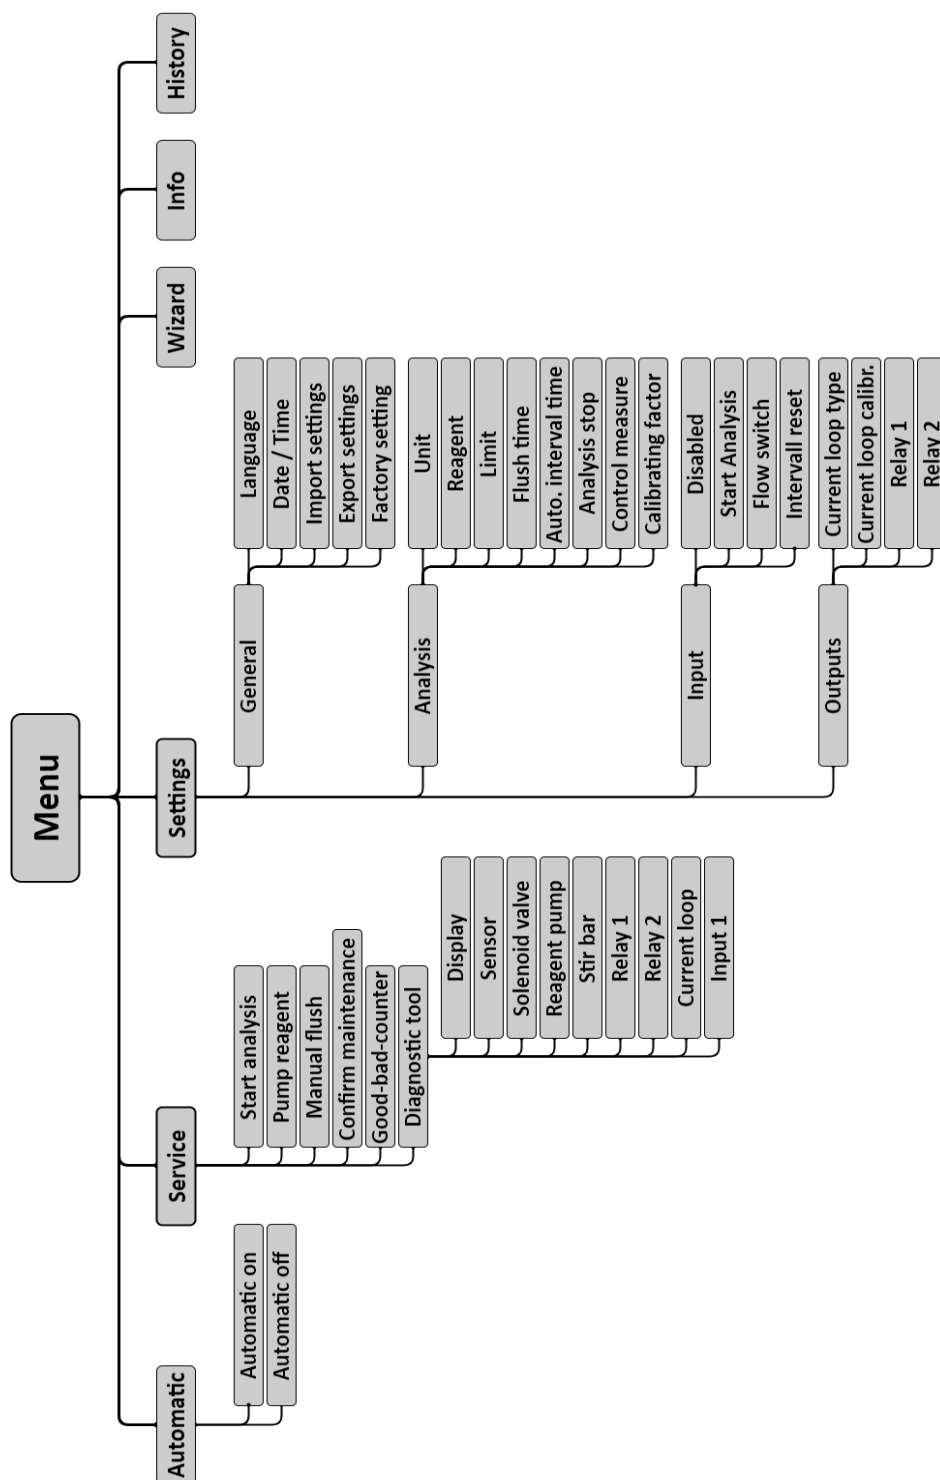 Menu
Automatic
Automatic on
Automatic off
Service
Start analysis
Pump reagent
Manual flush
Confirm maintenance
Good-bad-counter
Diagnostic tool
Display
Sensor
Solenoid valve
Reagent pump
Stir bar
Relay 1
Relay 2
Current loop
Input 1
Settings
General
Language
Date / Time
Import settings
Export settings
Factory setting
Analysis
Unit
Reagent
Limit
Flush time
Auto. interval time
Analysis stop
Control measure
Calibrating factor
Input
Disabled
Start Analysis
Flow switch
Intervall reset
Outputs
Current loop type
Current loop calibr.
Relay 1
Relay 2
Wizard
Info
History